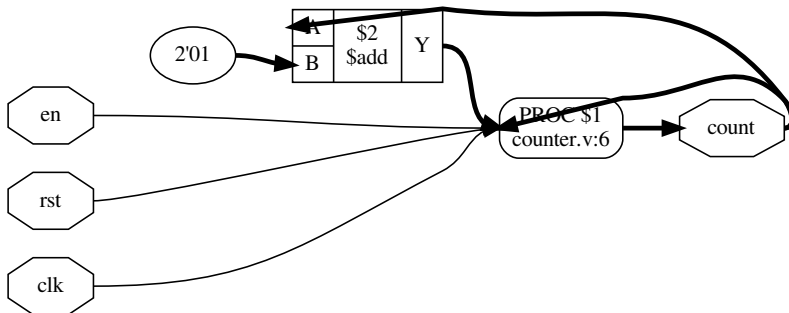 A
$2
$add
Y
B
2'01
en
PROC $1
counter.v:6
count
rst
clk